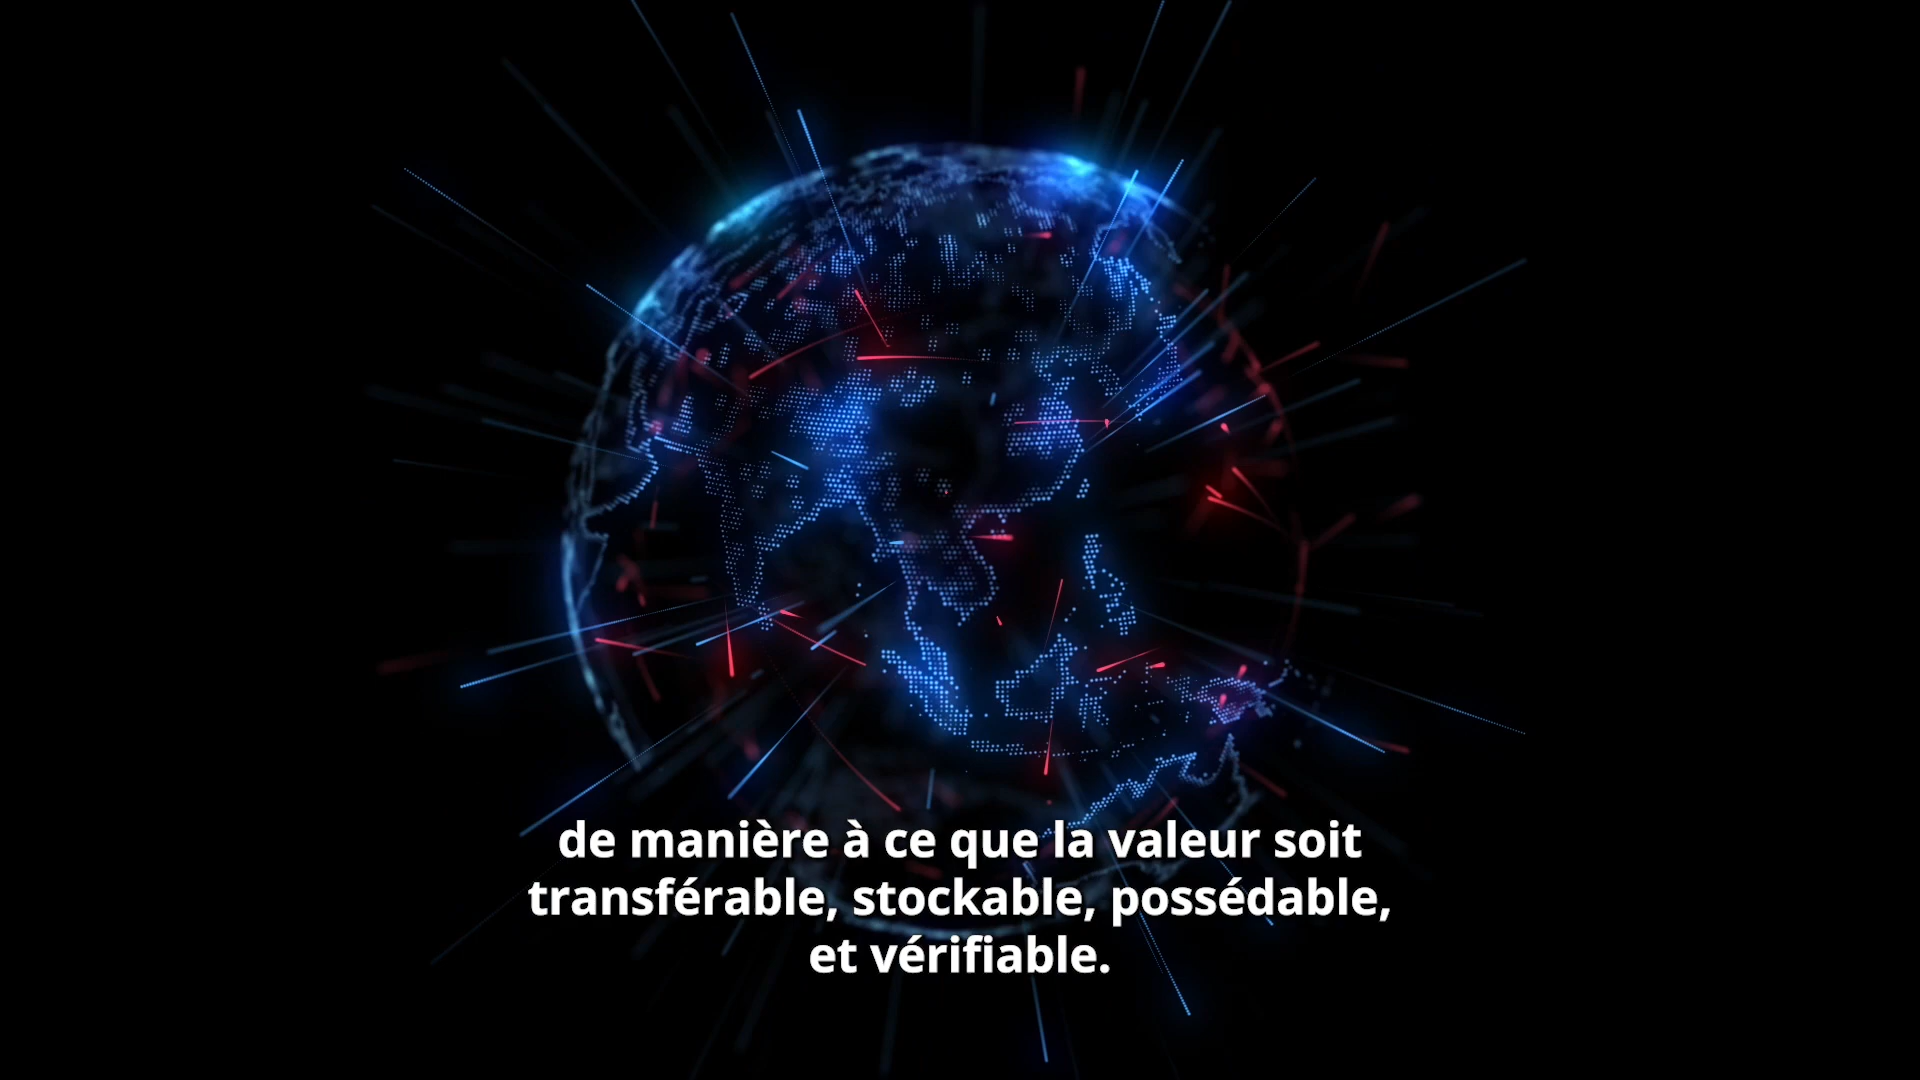 de manière à ce que la valeur soit
transférable, stockable, possédable,
et vérifiable.